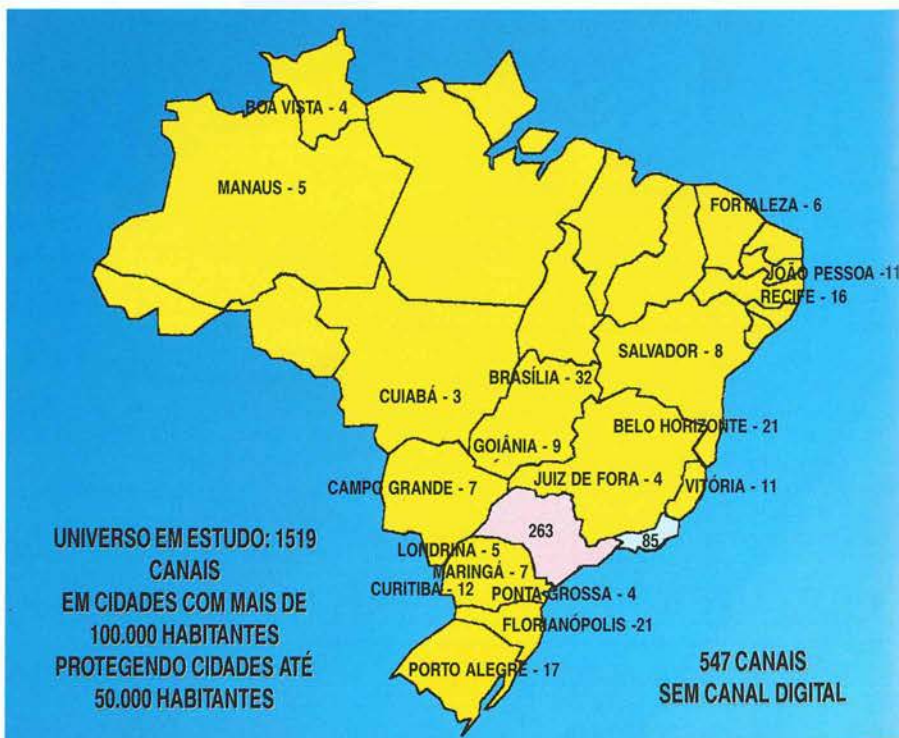 BOA VISTA - 4
MANAUS - 5
FORTALEZA - 6
JOÃO PESSOA -11
RECIFE - 16
SALVADOR - 8
BRASÍLIA - 32
CUIABÁ - 3
BELO HORIZONTE - 21
GOIÂNIA - 9
JUIZ DE FORA - 4
VITÓRIA - 11
CAMPO GRANDE - 7
263
85
LONDRINA - 5
MARINGÁ - 7
CURITIBA - 12
PONTA GROSSA - 4
FLORIANÓPOLIS -21
PORTO ALEGRE - 17
UNIVERSO EM ESTUDO: 1519
CANAIS
EM CIDADES COM MAIS DE
100.000 HABITANTES
PROTEGENDO CIDADES ATÉ
50.000 HABITANTES
547 CANAIS
SEM CANAL DIGITAL